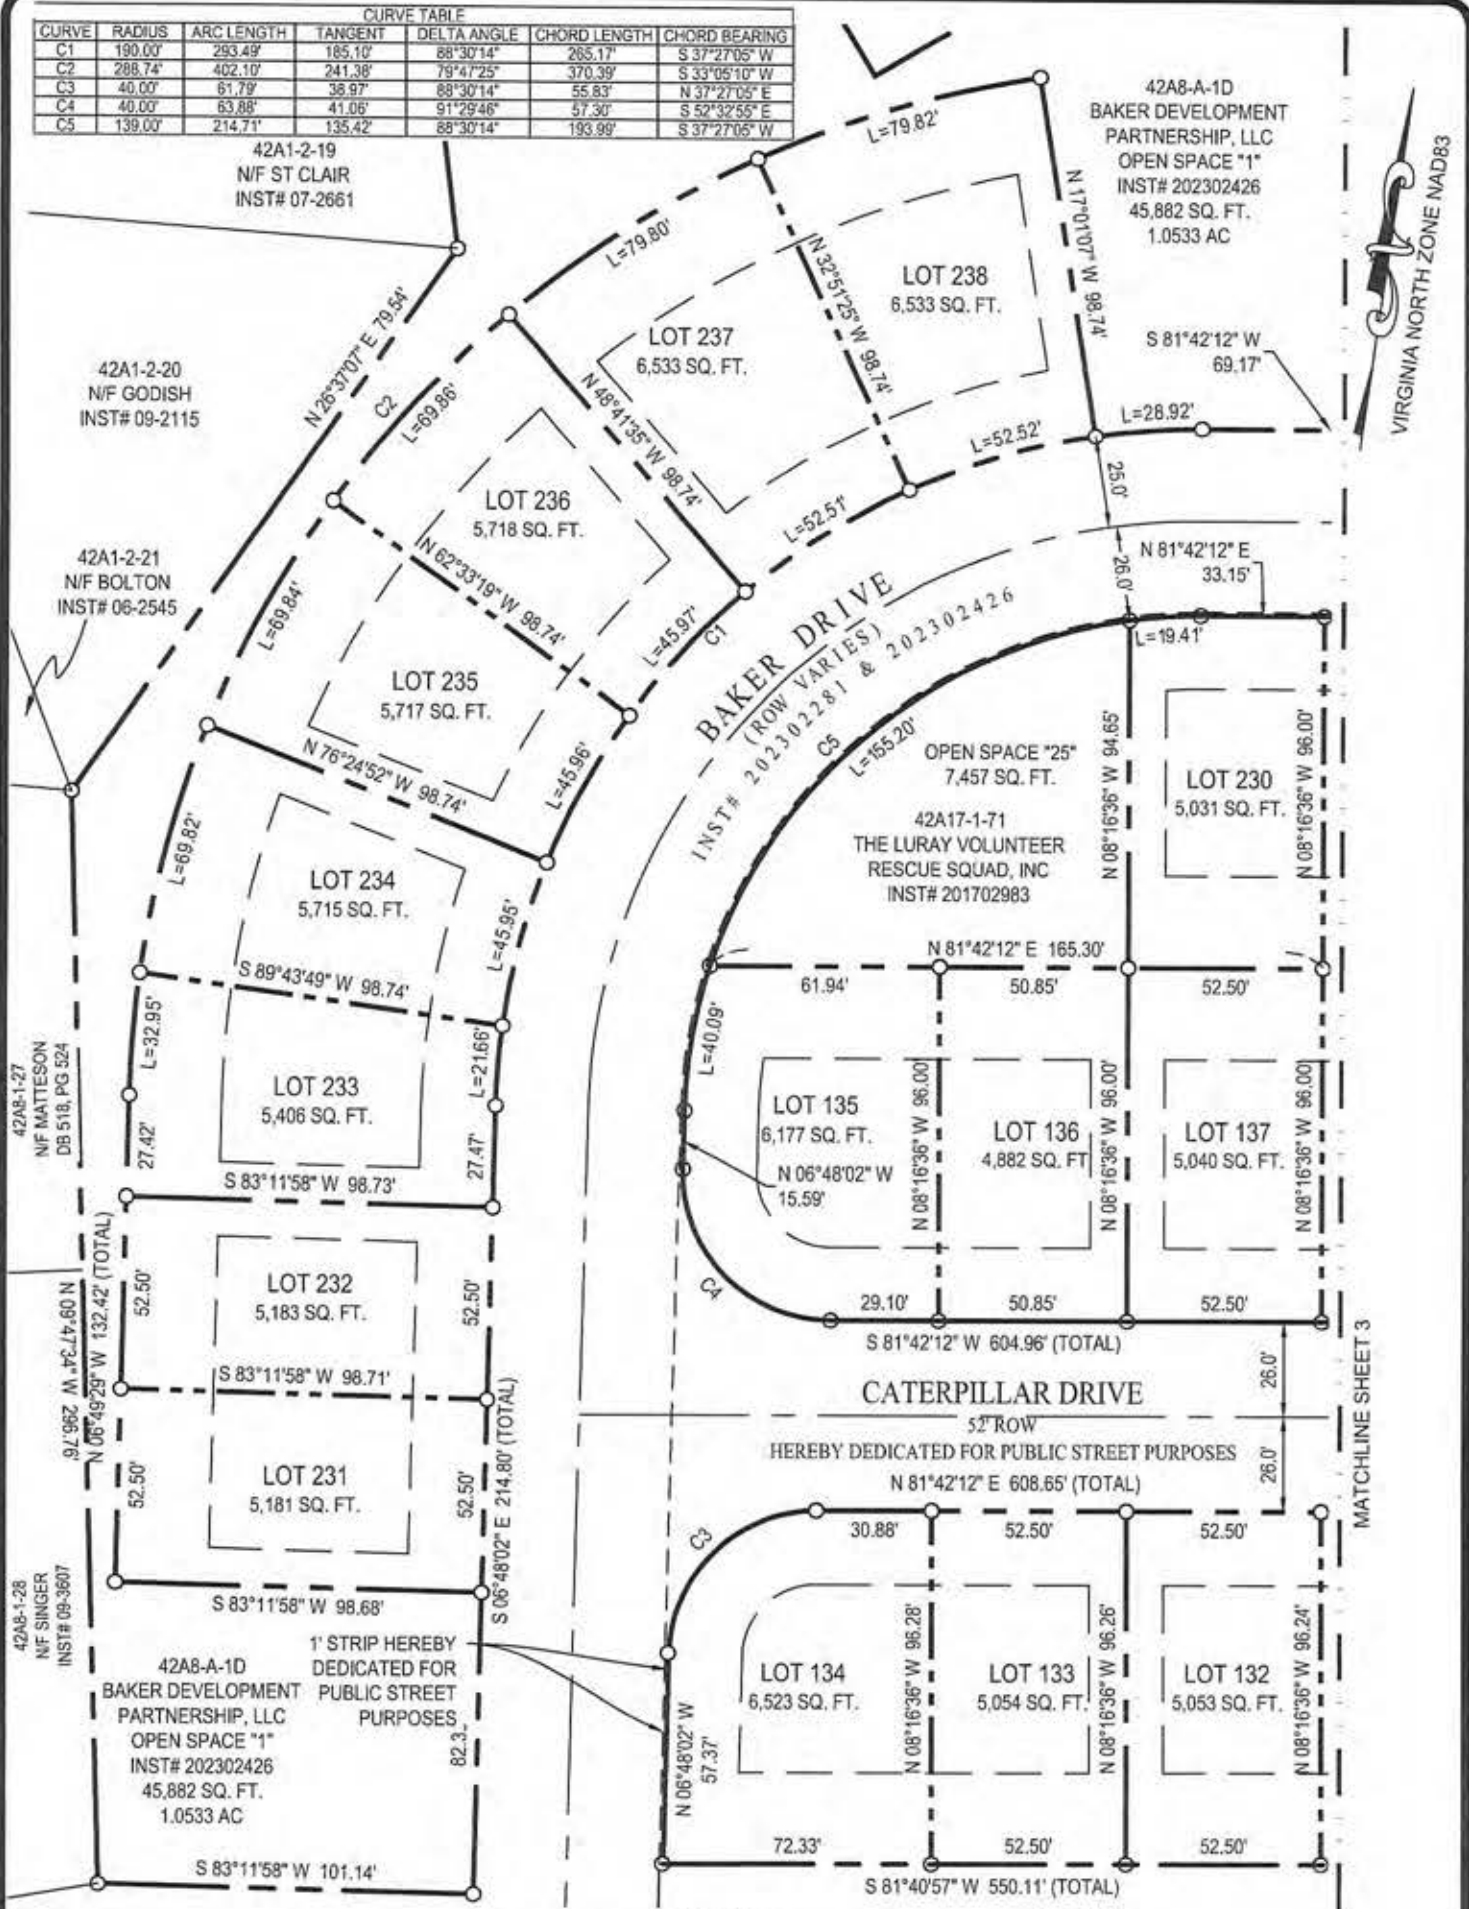 CURVE TABLE
CURVE RADIUS ARC LENGTH TANGENT DELTA ANGLE CHORD LENGTH CHORD BEARING
C1 190.00' 293.49' 185.10' 88°30'14" 265.17' S 37°27'05" W
C2 288.74' 402.10' 241.38' 79°47'25" 370.39' S 33°05'10" W
C3 40.00' 61.79' 38.97' 88°30'14" 55.83' N 37°27'05" E
C4 40.00' 63.88' 41.06' 91°29'46" 57.30' S 52°32'55" E
C5 139.00' 214.71' 135.42' 88°30'14" 193.99' S 37°27'05" W
42A1-2-19
N/F ST CLAIR
INST# 07-2661
42A8-A-1D
BAKER DEVELOPMENT
PARTNERSHIP, LLC
OPEN SPACE "1"
INST# 202302426
45,882 SQ. FT.
1.0533 AC
VIRGINIA NORTH ZONE NAD83
L=79.82'
L=79.80'
N 17°01'07" W 98.74'
N 32°51'25" W 98.74'
LOT 238
6,533 SQ. FT.
LOT 237
6,533 SQ. FT.
S 81°42'12" W
69.17'
N 26°37'07" E 79.54'
42A1-2-20
N/F GODISH
INST# 09-2115
C2
L=69.86'
N 48°41'35" W 98.74'
L=28.92'
L=52.52'
25.0'
L=52.51'
LOT 236
5,718 SQ. FT.
42A1-2-21
N/F BOLTON
INST# 06-2545
N 62°33'19" W 98.74'
L=69.84'
N 81°42'12" E
33.15'
26.0'
L=45.97'
C1
BAKER DRIVE
(ROW VARIES)
INST# 202302281 & 202302426
L=19.41'
LOT 235
5,717 SQ. FT.
N 76°24'52" W 98.74'
L=45.96'
C5
L=155.20'
OPEN SPACE "25"
7,457 SQ. FT.
42A17-1-71
THE LURAY VOLUNTEER
RESCUE SQUAD, INC
INST# 201702983
N 08°16'36" W 94.65'
LOT 230
5,031 SQ. FT.
N 08°16'36" W 96.00'
L=69.82'
LOT 234
5,715 SQ. FT.
L=45.95'
S 89°43'49" W 98.74'
N 81°42'12" E 165.30'
61.94'
50.85'
52.50'
L=32.95'
L=21.66'
L=40.09'
42A8-1-27
N/F MATTESON
DB 518, PG 524
LOT 233
5,406 SQ. FT.
27.42'
27.47'
S 83°11'58" W 98.73'
LOT 135
6,177 SQ. FT.
N 06°48'02" W
15.59'
N 08°16'36" W 96.00'
LOT 136
4,882 SQ. FT
N 08°16'36" W 96.00'
LOT 137
5,040 SQ. FT.
N 08°16'36" W 96.00'
C4
29.10'
50.85'
52.50'
S 81°42'12" W 604.96' (TOTAL)
N 09°47'34" W 296.76'
N 06°49'29" W 132.42' (TOTAL)
52.50'
LOT 232
5,183 SQ. FT.
52.50'
S 83°11'58" W 98.71'
CATERPILLAR DRIVE
52' ROW
HEREBY DEDICATED FOR PUBLIC STREET PURPOSES
26.0'
26.0'
MATCHLINE SHEET 3
52.50'
LOT 231
5,181 SQ. FT.
52.50'
S 06°48'02" E 214.80' (TOTAL)
N 81°42'12" E 608.65' (TOTAL)
C3
30.88'
52.50'
52.50'
S 83°11'58" W 98.68'
42A8-1-28
N/F SINGER
INST# 09-3607
1' STRIP HEREBY
DEDICATED FOR
PUBLIC STREET
PURPOSES
42A8-A-1D
BAKER DEVELOPMENT
PARTNERSHIP, LLC
OPEN SPACE "1"
INST# 202302426
45,882 SQ. FT.
1.0533 AC
82.3
N 06°48'02" W
57.37'
LOT 134
6,523 SQ. FT.
N 08°16'36" W 96.28'
LOT 133
5,054 SQ. FT.
N 08°16'36" W 96.26'
LOT 132
5,053 SQ. FT.
N 08°16'36" W 96.24'
72.33'
52.50'
52.50'
S 83°11'58" W 101.14'
S 81°40'57" W 550.11' (TOTAL)